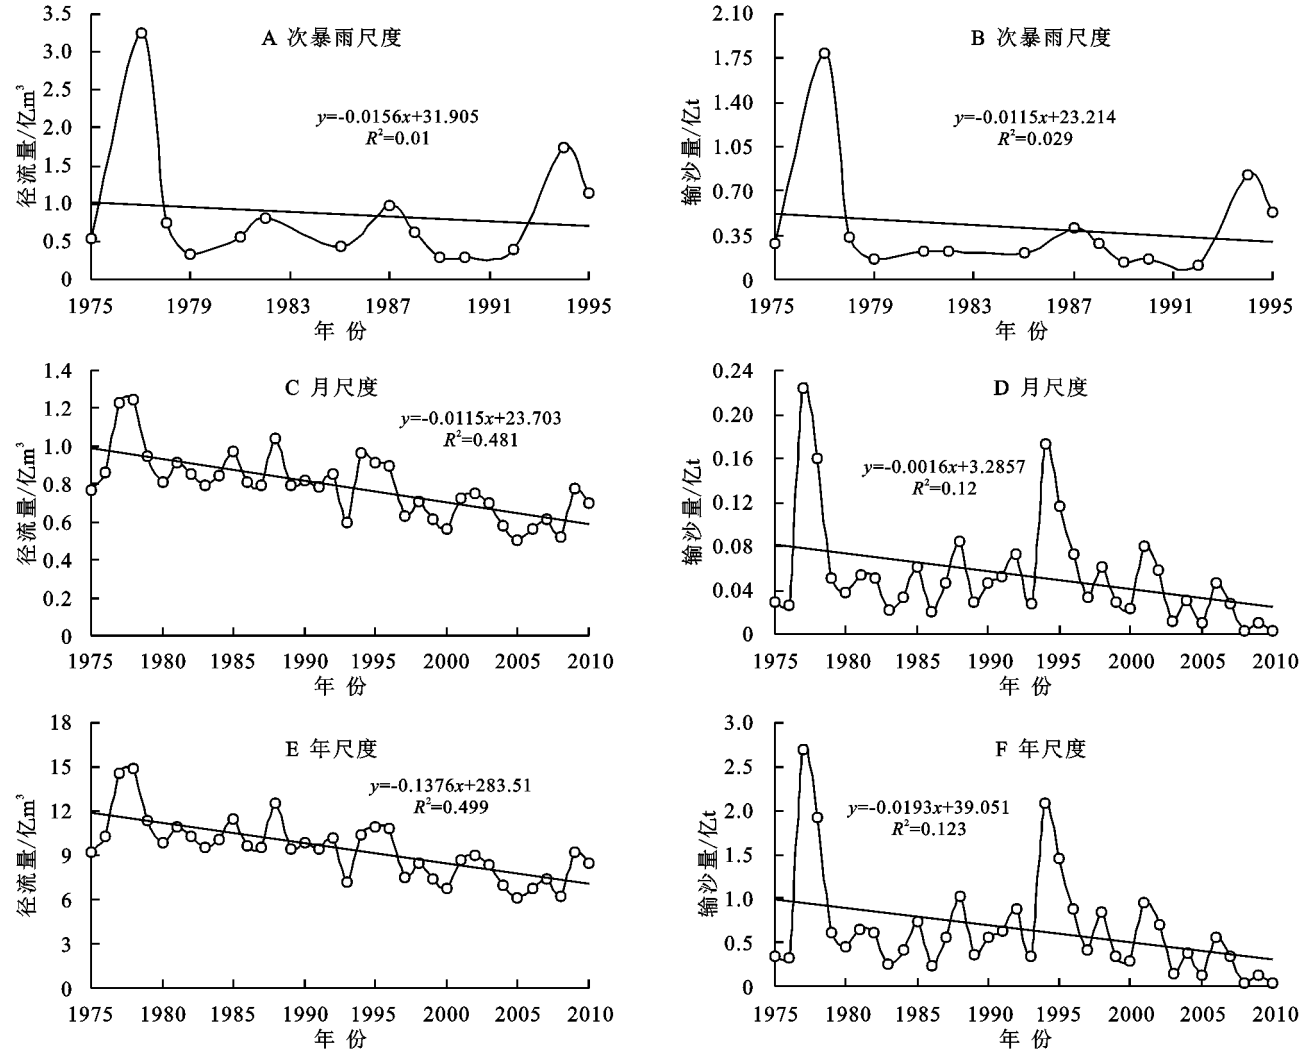 A 次暴雨尺度
径流量/亿m³
3.5
3.0
2.5
2.0
1.5
1.0
0.5
0
y=-0.0156x+31.905
R²=0.01
1975 1979 1983 1987 1991 1995
年 份
B 次暴雨尺度
输沙量/亿t
2.10
1.75
1.40
1.05
0.70
0.35
0
y=-0.0115x+23.214
R²=0.029
1975 1979 1983 1987 1991 1995
年 份
C 月尺度
径流量/亿m³
1.4
1.2
1.0
0.8
0.6
0.4
0.2
0
y=-0.0115x+23.703
R²=0.481
1975 1980 1985 1990 1995 2000 2005 2010
年 份
D 月尺度
输沙量/亿t
0.24
0.20
0.16
0.12
0.08
0.04
0
y=-0.0016x+3.2857
R²=0.12
1975 1980 1985 1990 1995 2000 2005 2010
年 份
E 年尺度
径流量/亿m³
18
15
12
9
6
3
0
y=-0.1376x+283.51
R²=0.499
1975 1980 1985 1990 1995 2000 2005 2010
年 份
F 年尺度
输沙量/亿t
3.0
2.5
2.0
1.5
1.0
0.5
0
y=-0.0193x+39.051
R²=0.123
1975 1980 1985 1990 1995 2000 2005 2010
年 份